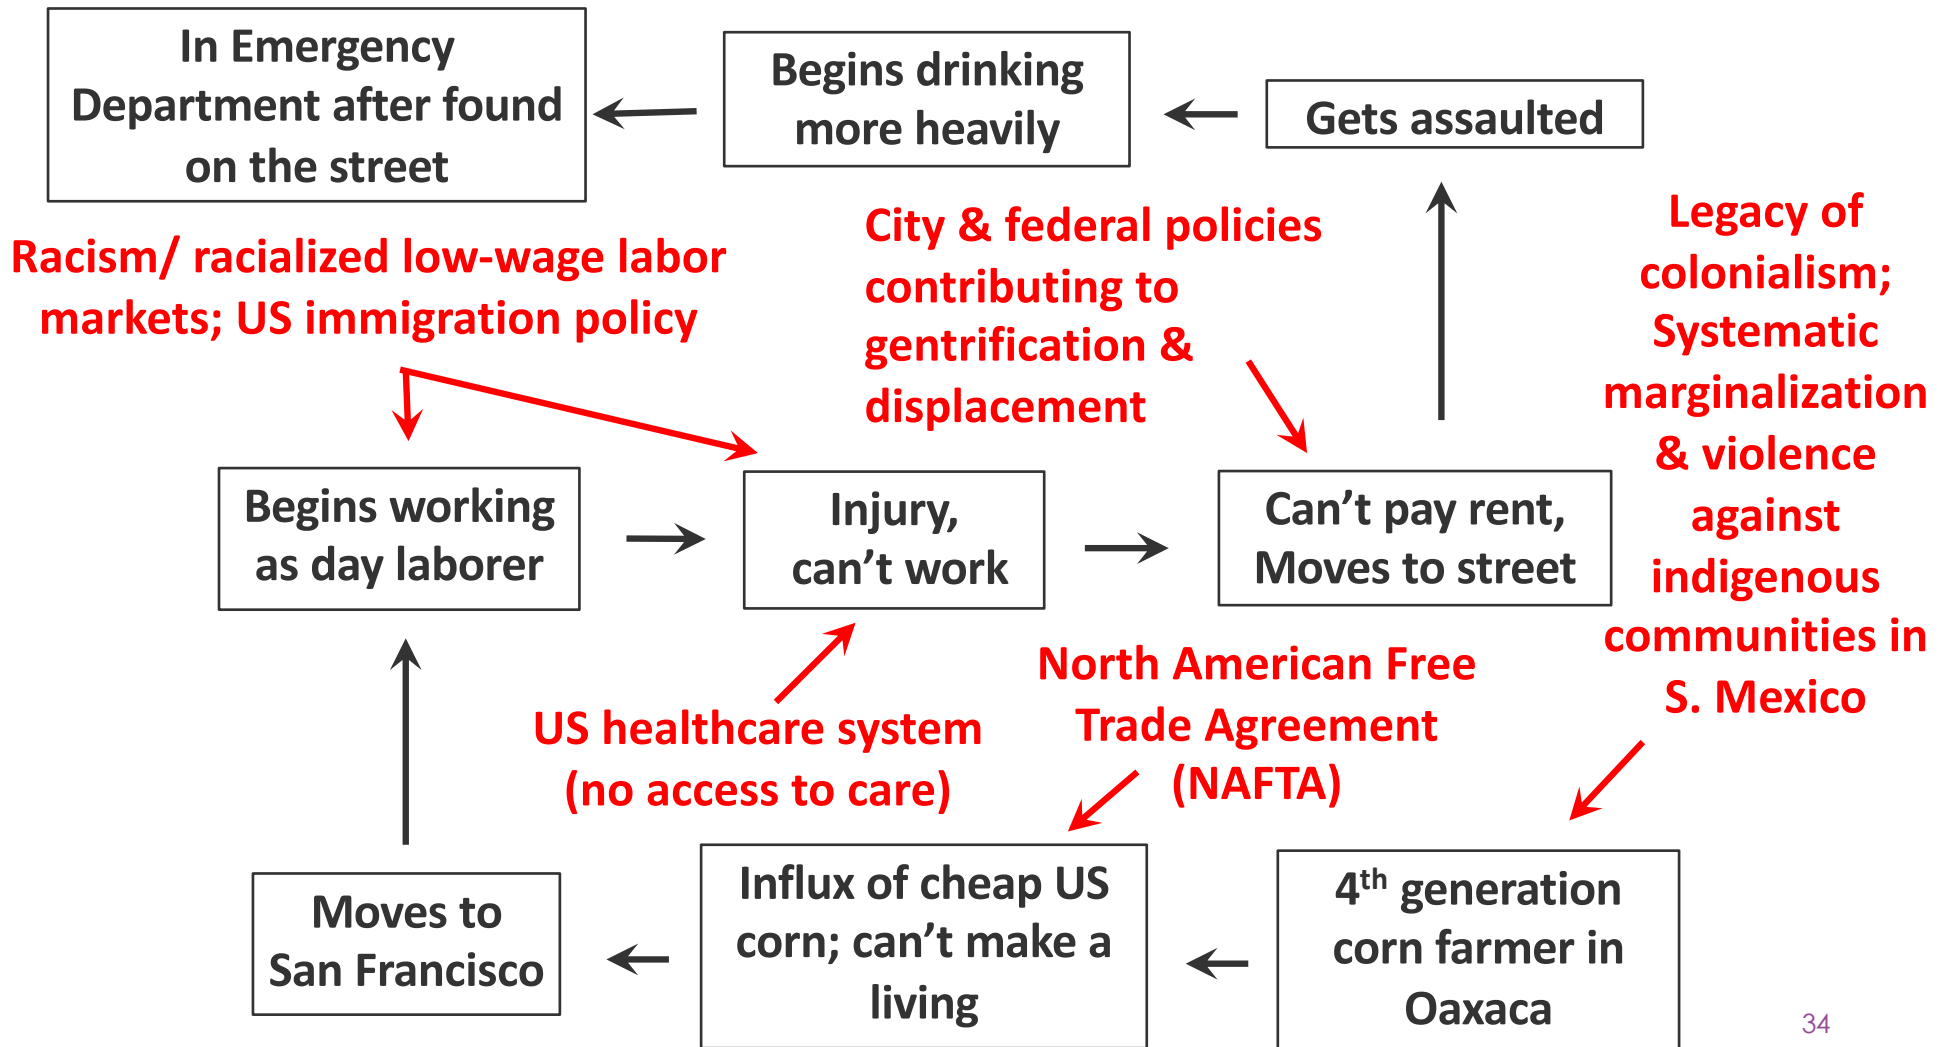 In Emergency
Department after found
on the street
Begins drinking
more heavily
Gets assaulted
Racism/ racialized low-wage labor
markets; US immigration policy
City & federal policies
contributing to
gentrification &
displacement
Legacy of
colonialism;
Systematic
marginalization
& violence
against
indigenous
communities in
S. Mexico
Begins working
as day laborer
Injury,
can’t work
Can’t pay rent,
Moves to street
US healthcare system
(no access to care)
North American Free
Trade Agreement
(NAFTA)
Moves to
San Francisco
Influx of cheap US
corn; can’t make a
living
4th generation
corn farmer in
Oaxaca
34